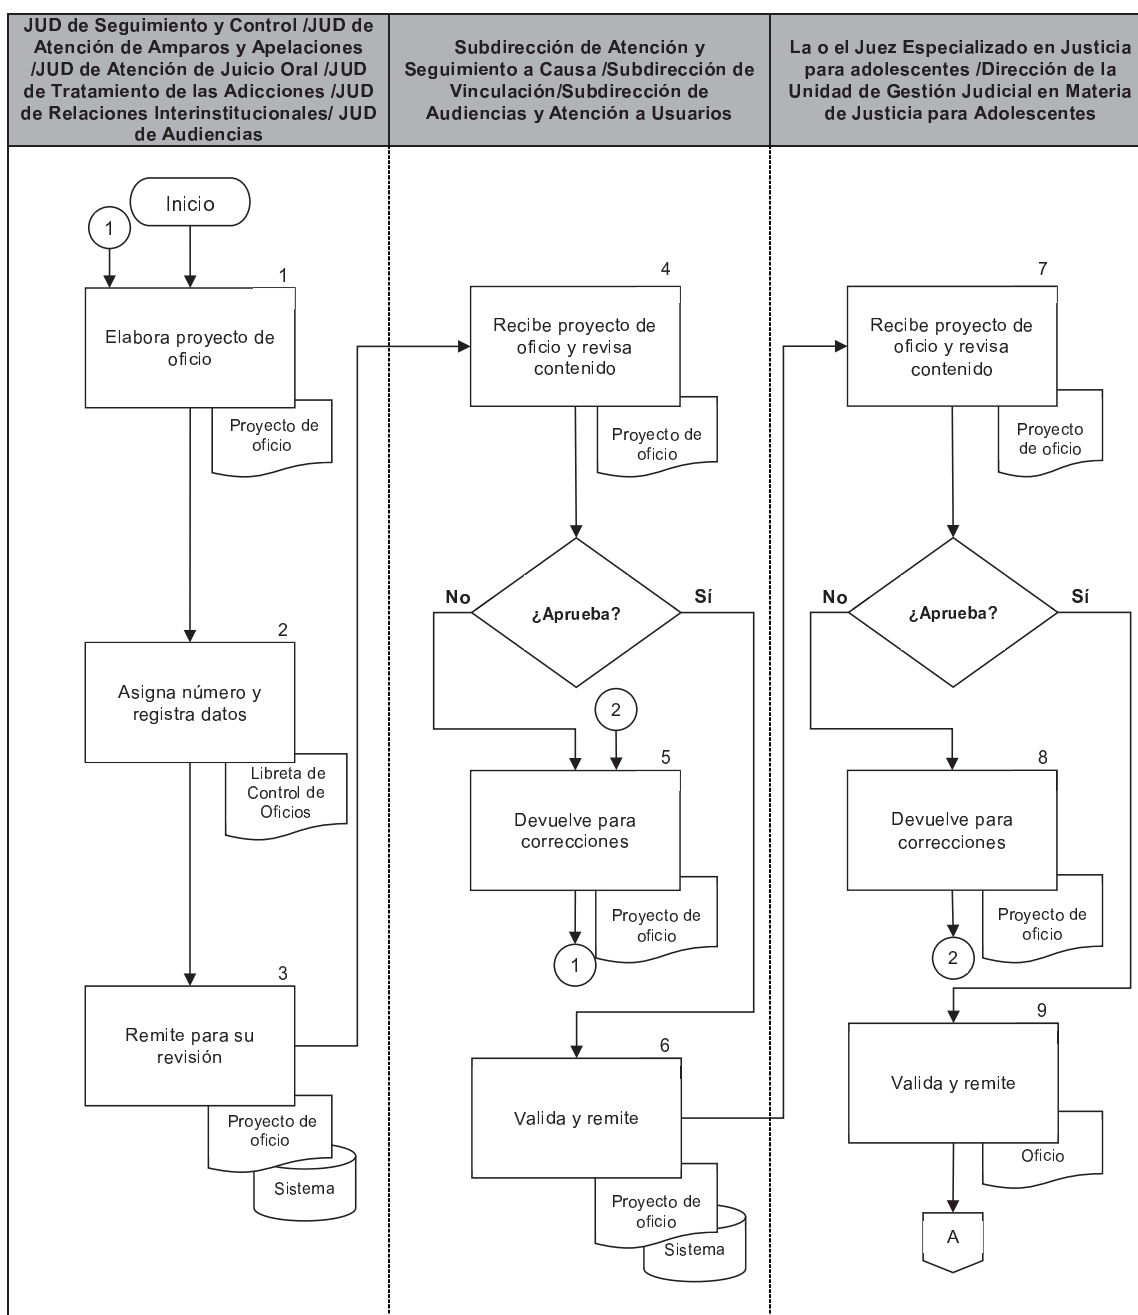 JUD de Seguimiento y Control /JUD de
Atención de Amparos y Apelaciones
/JUD de Atención de Juicio Oral /JUD
de Tratamiento de las Adicciones /JUD
de Relaciones Interinstitucionales/ JUD
de Audiencias
Subdirección de Atención y
Seguimiento a Causa /Subdirección de
Vinculación/Subdirección de
Audiencias y Atención a Usuarios
La o el Juez Especializado en Justicia
para adolescentes /Dirección de la
Unidad de Gestión Judicial en Materia
de Justicia para Adolescentes
Inicio
1
1
Elabora proyecto de
oficio
Proyecto de
oficio
2
Asigna número y
registra datos
Libreta de
Control de
Oficios
3
Remite para su
revisión
Proyecto de
oficio
Sistema
4
Recibe proyecto de
oficio y revisa
contenido
Proyecto de
oficio
No
¿Aprueba?
Sí
2
5
Devuelve para
correcciones
Proyecto de
oficio
1
6
Valida y remite
Proyecto de
oficio
Sistema
7
Recibe proyecto de
oficio y revisa
contenido
Proyecto
de oficio
No
¿Aprueba?
Sí
8
Devuelve para
correcciones
Proyecto de
oficio
2
9
Valida y remite
Oficio
A